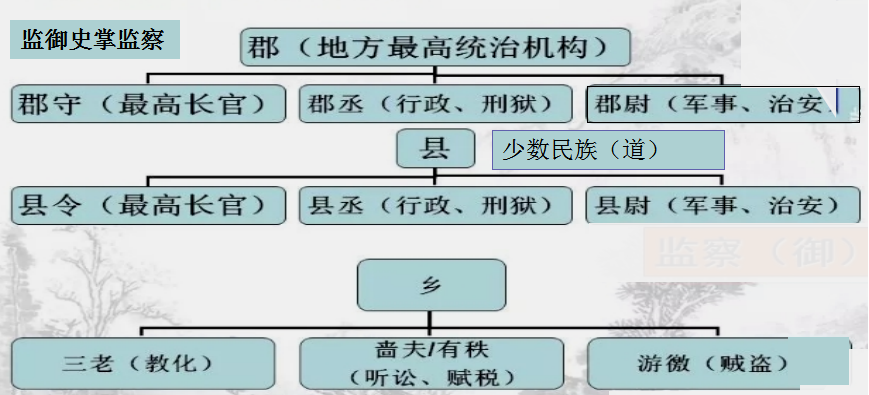 监御史掌监察
郡（地方最高统治机构）
郡守（最高长官）
郡丞（行政、刑狱）
郡尉（军事、治安
县
少数民族（道）
县令（最高长官）
县丞（行政、刑狱）
县尉（军事、治安）
监察（御）
乡
三老（教化）
啬夫/有秩
（听讼、赋税）
游徼（贼盗）